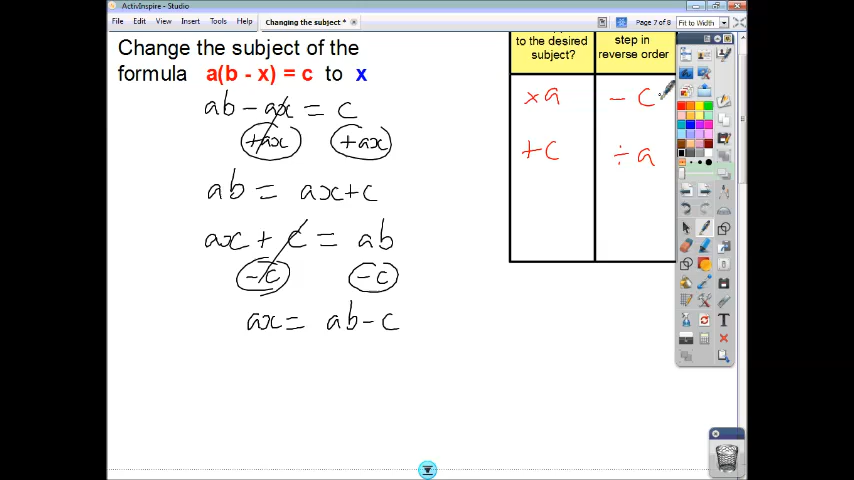 ActivInspire - Studio
File Edit View Insert Tools Help Changing the subject * Page 7 of 8 Fit to Width
Change the subject of the
formula a(b - x) = c to x
ab - ax = c
+ax +ax
ab = ax + c
ax + c = ab
-c -c
ax = ab - c
to the desired
subject?
step in
reverse order
×a - c
+c ÷ a